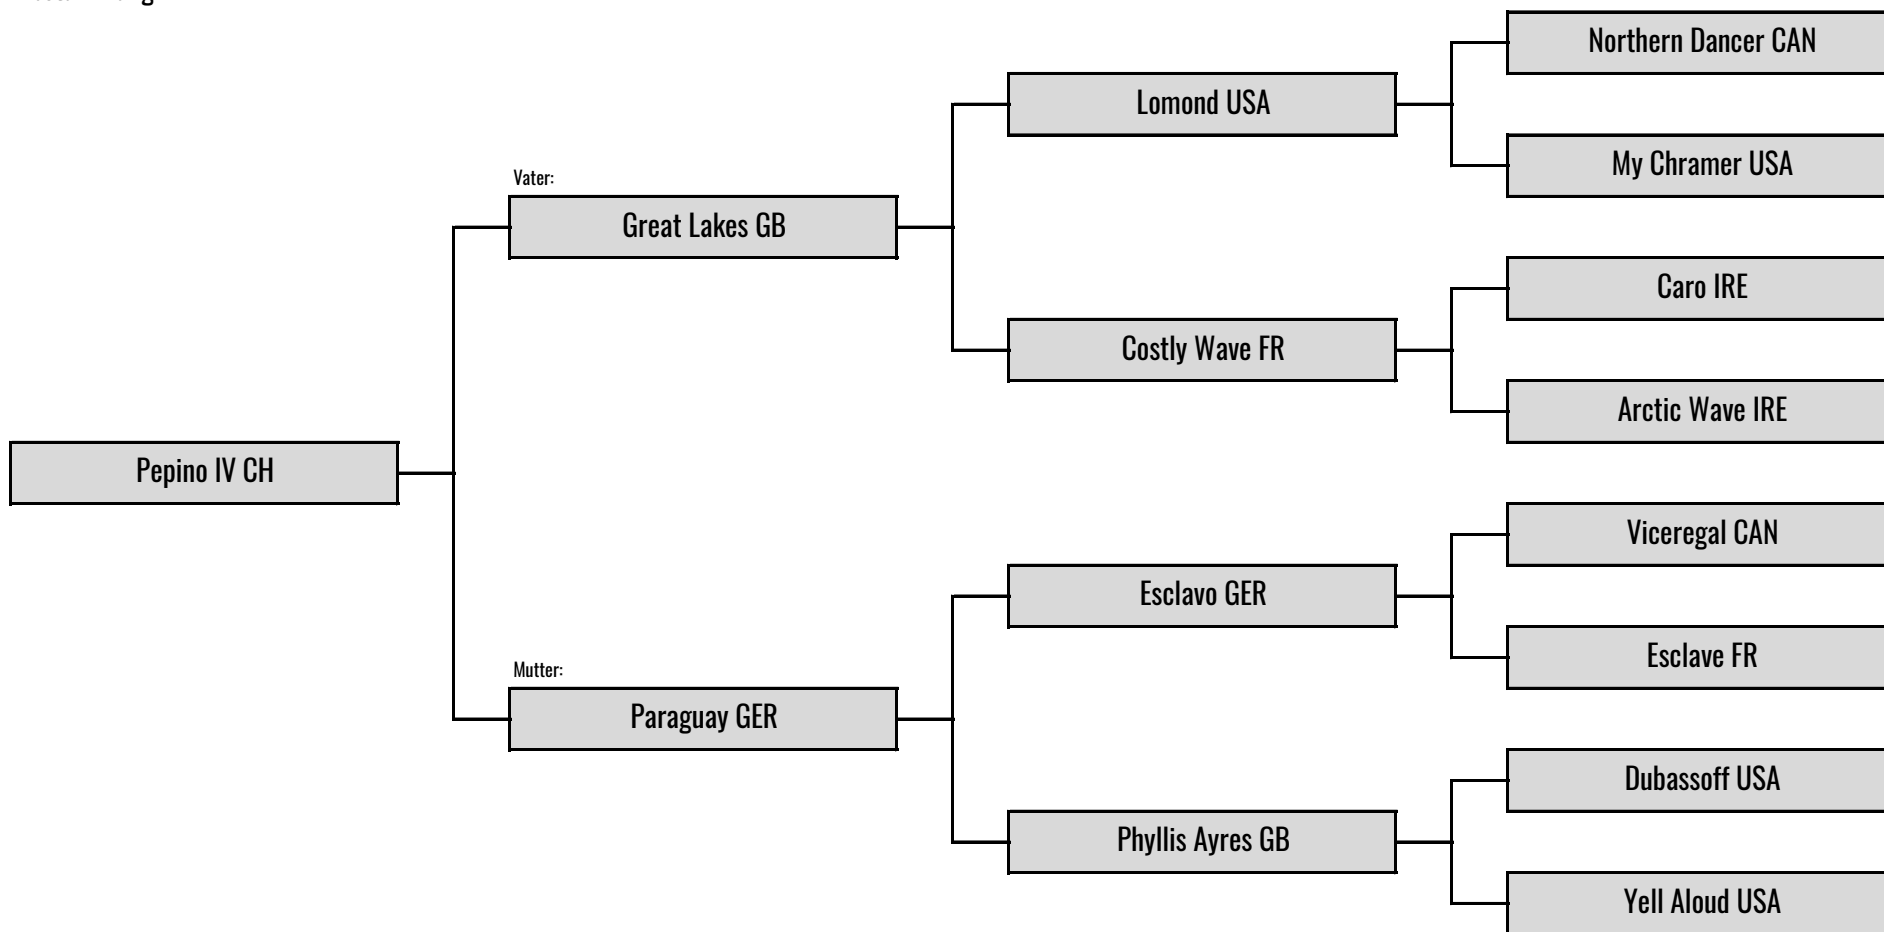 Northern Dancer CAN
Lomond USA
My Chramer USA
Vater:
Great Lakes GB
Caro IRE
Costly Wave FR
Arctic Wave IRE
Pepino IV CH
Viceregal CAN
Esclavo GER
Esclave FR
Mutter:
Paraguay GER
Dubassoff USA
Phyllis Ayres GB
Yell Aloud USA